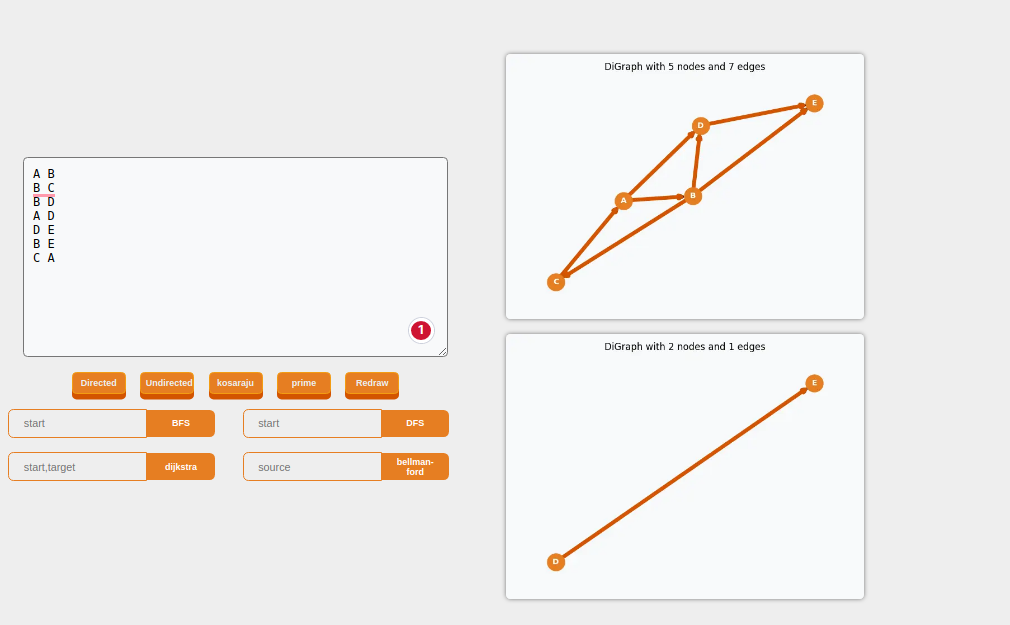 A B
B C
B D
A D
D E
B E
C A
1
Directed Undirected kosaraju prime Redraw
start BFS start DFS
start,target dijkstra source bellman-
ford
DiGraph with 5 nodes and 7 edges
E
D
A
B
C
DiGraph with 2 nodes and 1 edges
E
D